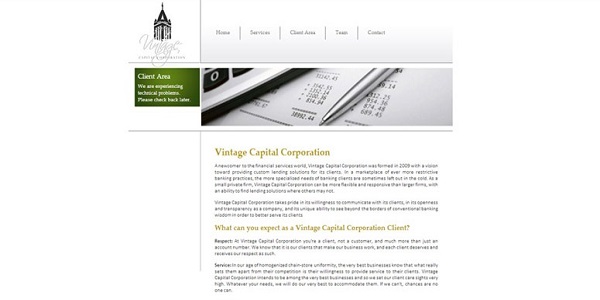 Vintage
CAPITAL CORPORATION
Home
Services
Client Area
Team
Contact
Client Area
We are experiencing
technical problems.
Please check back later.
Vintage Capital Corporation
A newcomer to the financial services world, Vintage Capital Corporation was formed in 2009 with a vision
toward providing custom lending solutions for its clients. In a marketplace of ever more restrictive
banking practices, the more specialised needs of banking clients are sometimes left out in the cold. As a
small private firm, Vintage Capital Corporation can be more flexible and responsive than larger firms, with
an ability to find lending solutions where others may not.
Vintage Capital Corporation takes pride in its willingness to communicate with its clients, in its openness
and transparency as a company, and its unique ability to see beyond the borders of conventional banking
wisdom in order to better serve its clients
What can you expect as a Vintage Capital Corporation Client?
Respect: At Vintage Capital Corporation you're a client, not a customer, and much more than just an
account number. We know that it is our clients that make our business work, and each client deserves and
receives our respect as such.
Service: In our age of homogenized chain-store uniformity, the very best businesses know that what really
sets them apart from their competition is their willingness to provide service to their clients. Vintage
Capital Corporation intends to be among the very best businesses and so we set our client care sights very
high. Whatever your needs, we will do our very best to accommodate them. If we can't, chances are no
one can.